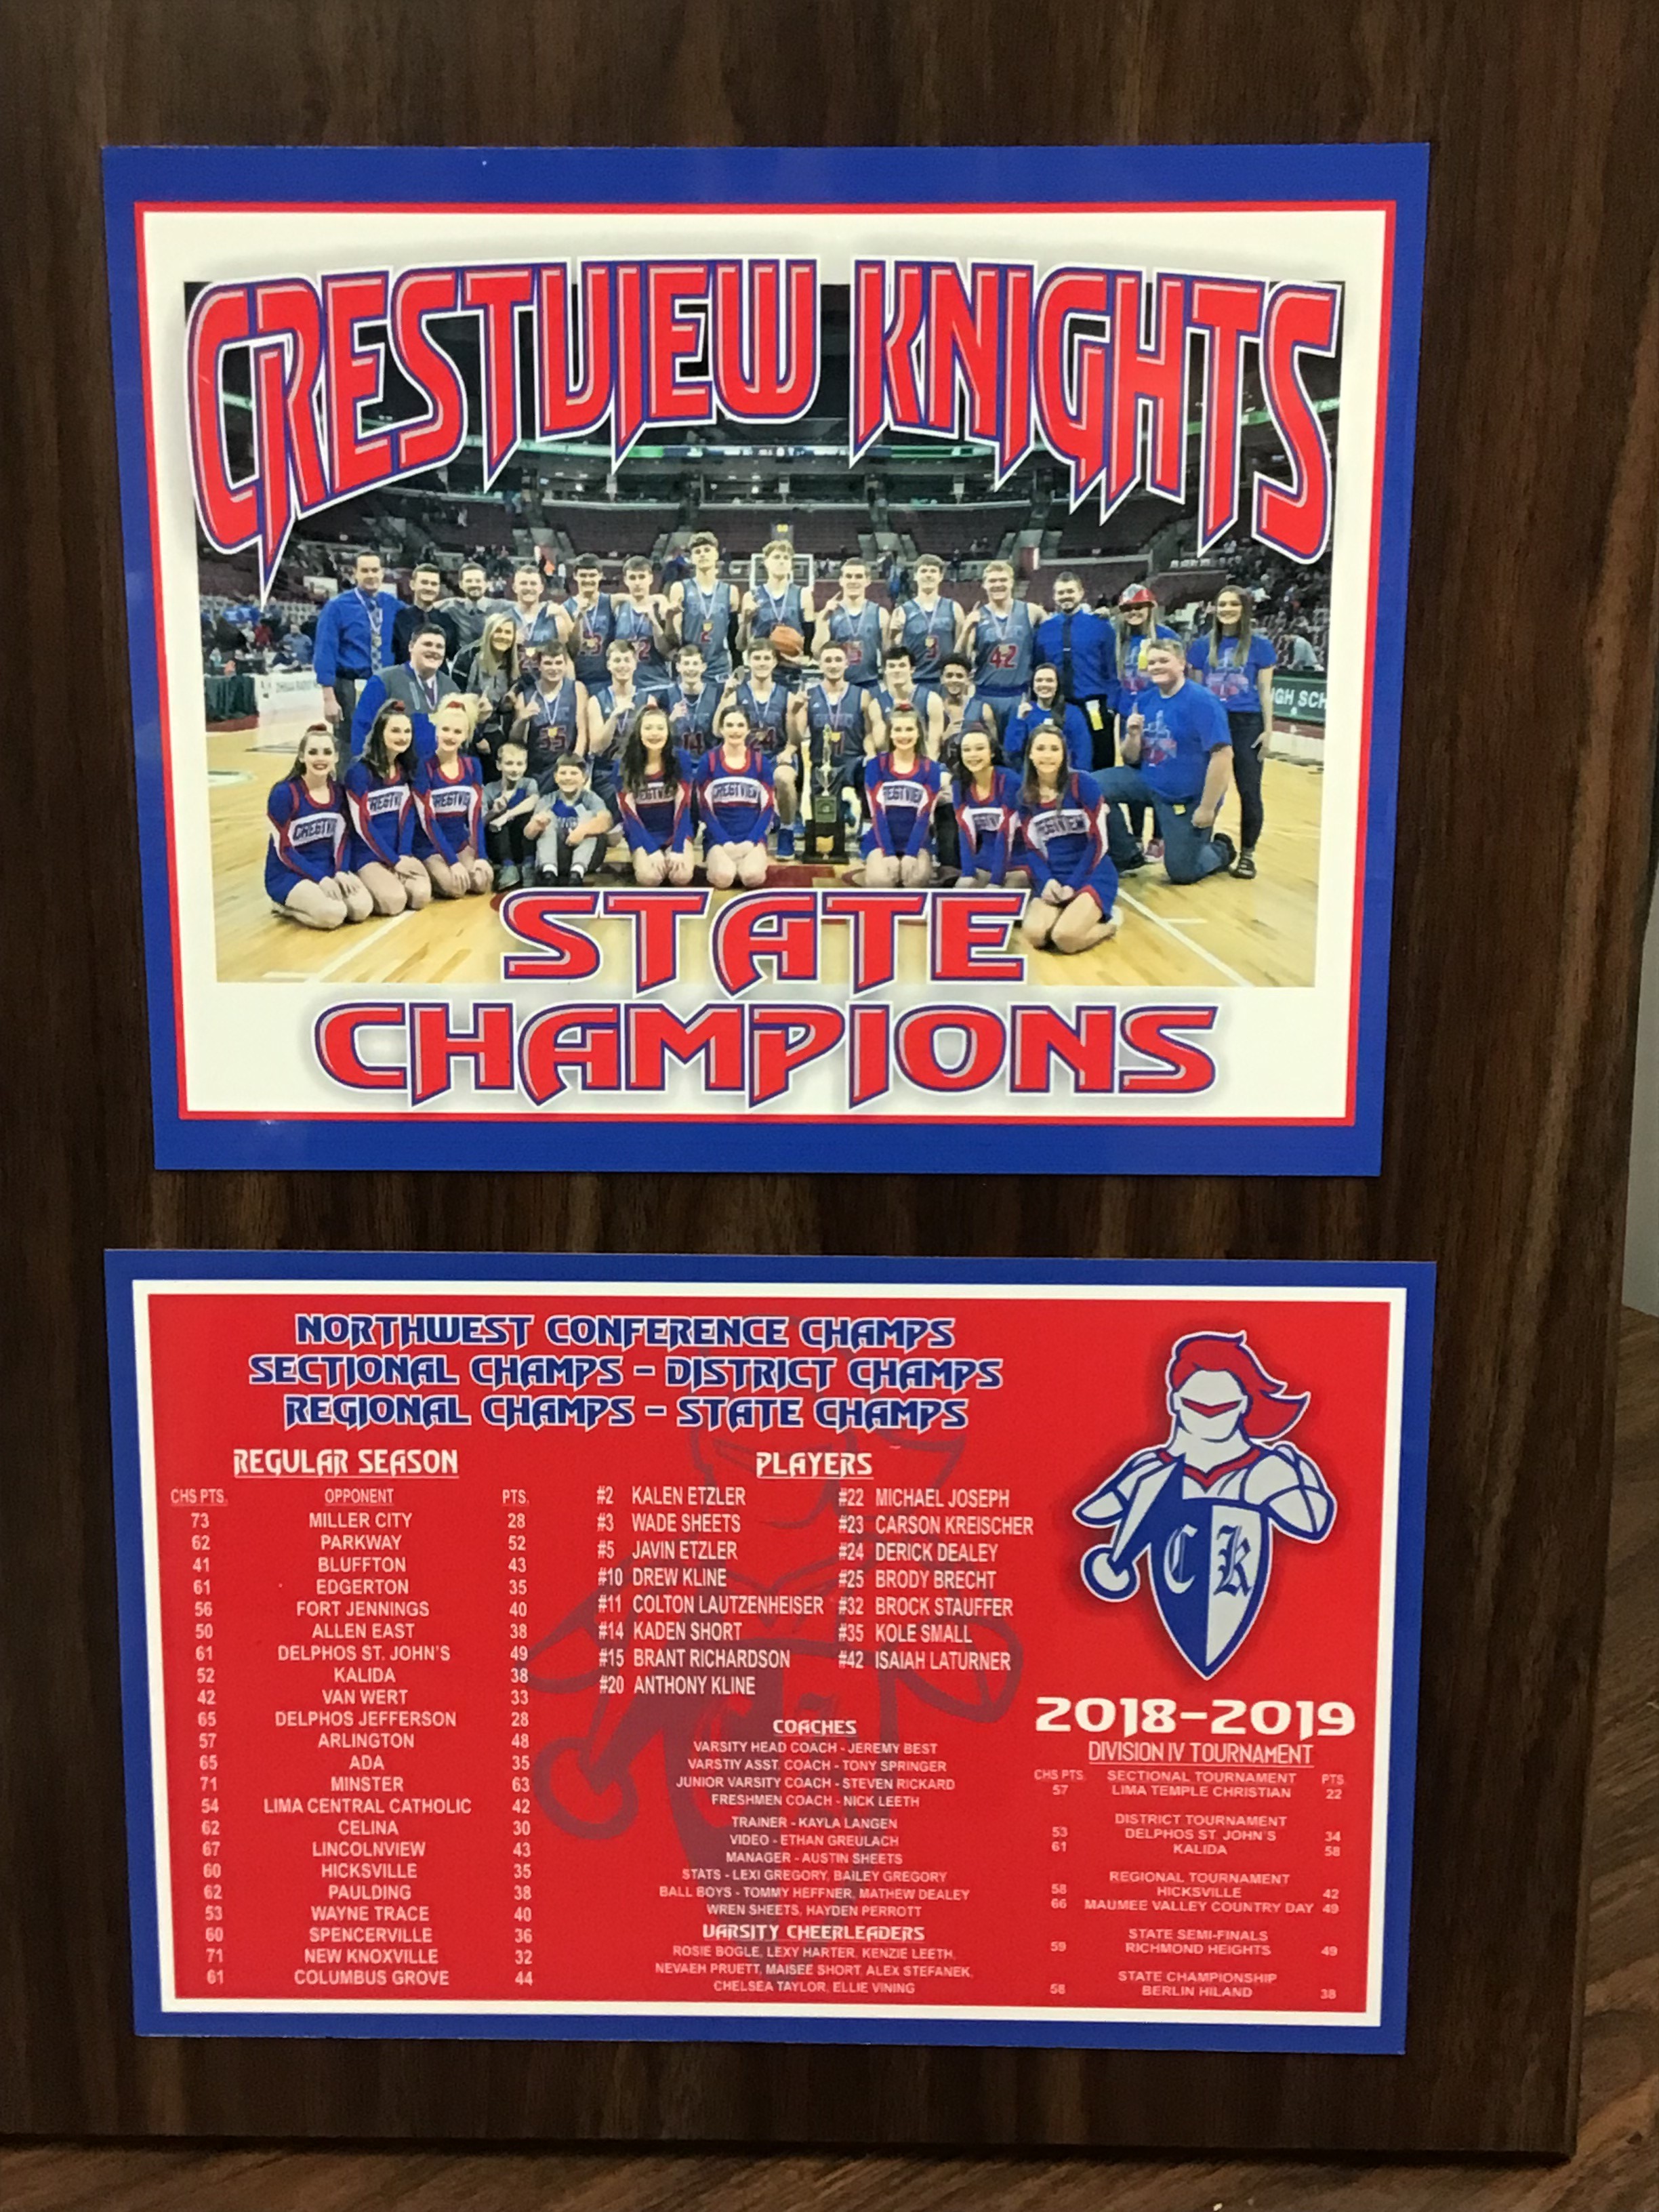 CRESTVIEW KNIGHTS
IGH SCH
CRESTVIEW
STATE
CHAMPIONS
NORTHWEST CONFERENCE CHAMPS
SECTIONAL CHAMPS - DISTRICT CHAMPS
REGIONAL CHAMPS - STATE CHAMPS
REGULAR SEASON
CHS PTS. OPPONENT PTS.
73 MILLER CITY 28
62 PARKWAY 52
41 BLUFFTON 43
61 EDGERTON 35
56 FORT JENNINGS 40
50 ALLEN EAST 38
61 DELPHOS ST. JOHN'S 49
52 KALIDA 38
42 VAN WERT 33
65 DELPHOS JEFFERSON 28
57 ARLINGTON 48
65 ADA 35
71 MINSTER 63
54 LIMA CENTRAL CATHOLIC 42
62 CELINA 30
67 LINCOLNVIEW 43
60 HICKSVILLE 35
62 PAULDING 38
53 WAYNE TRACE 40
60 SPENCERVILLE 36
71 NEW KNOXVILLE 32
61 COLUMBUS GROVE 44
PLAYERS
#2 KALEN ETZLER
#3 WADE SHEETS
#5 JAVIN ETZLER
#10 DREW KLINE
#11 COLTON LAUTZENHEISER
#14 KADEN SHORT
#15 BRANT RICHARDSON
#20 ANTHONY KLINE
#22 MICHAEL JOSEPH
#23 CARSON KREISCHER
#24 DERICK DEALEY
#25 BRODY BRECHT
#32 BROCK STAUFFER
#35 KOLE SMALL
#42 ISAIAH LATURNER
COACHES
VARSITY HEAD COACH - JEREMY BEST
VARSTIY ASST. COACH - TONY SPRINGER
JUNIOR VARSITY COACH - STEVEN RICKARD
FRESHMEN COACH - NICK LEETH
TRAINER - KAYLA LANGEN
VIDEO - ETHAN GREULACH
MANAGER - AUSTIN SHEETS
STATS - LEXI GREGORY, BAILEY GREGORY
BALL BOYS - TOMMY HEFFNER, MATHEW DEALEY
WREN SHEETS, HAYDEN PERROTT
VARSITY CHEERLEADERS
ROSIE BOGLE, LEXY HARTER, KENZIE LEETH,
NEVAEH PRUETT, MAISEE SHORT, ALEX STEFANEK,
CHELSEA TAYLOR, ELLIE VINING
CK
2018-2019
DIVISION IV TOURNAMENT
CHS PTS. SECTIONAL TOURNAMENT PTS.
57 LIMA TEMPLE CHRISTIAN 22
DISTRICT TOURNAMENT
53 DELPHOS ST. JOHN'S 34
61 KALIDA 58
REGIONAL TOURNAMENT
58 HICKSVILLE 42
66 MAUMEE VALLEY COUNTRY DAY 49
STATE SEMI-FINALS
59 RICHMOND HEIGHTS 49
STATE CHAMPIONSHIP
58 BERLIN HILAND 38